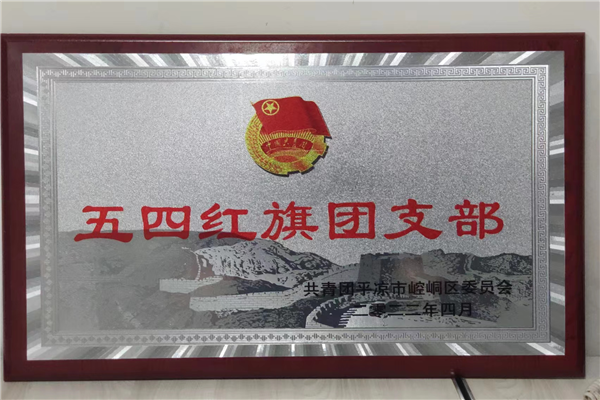 五四红旗团支部
共青团平凉市崆峒区委员会
二〇二二年四月